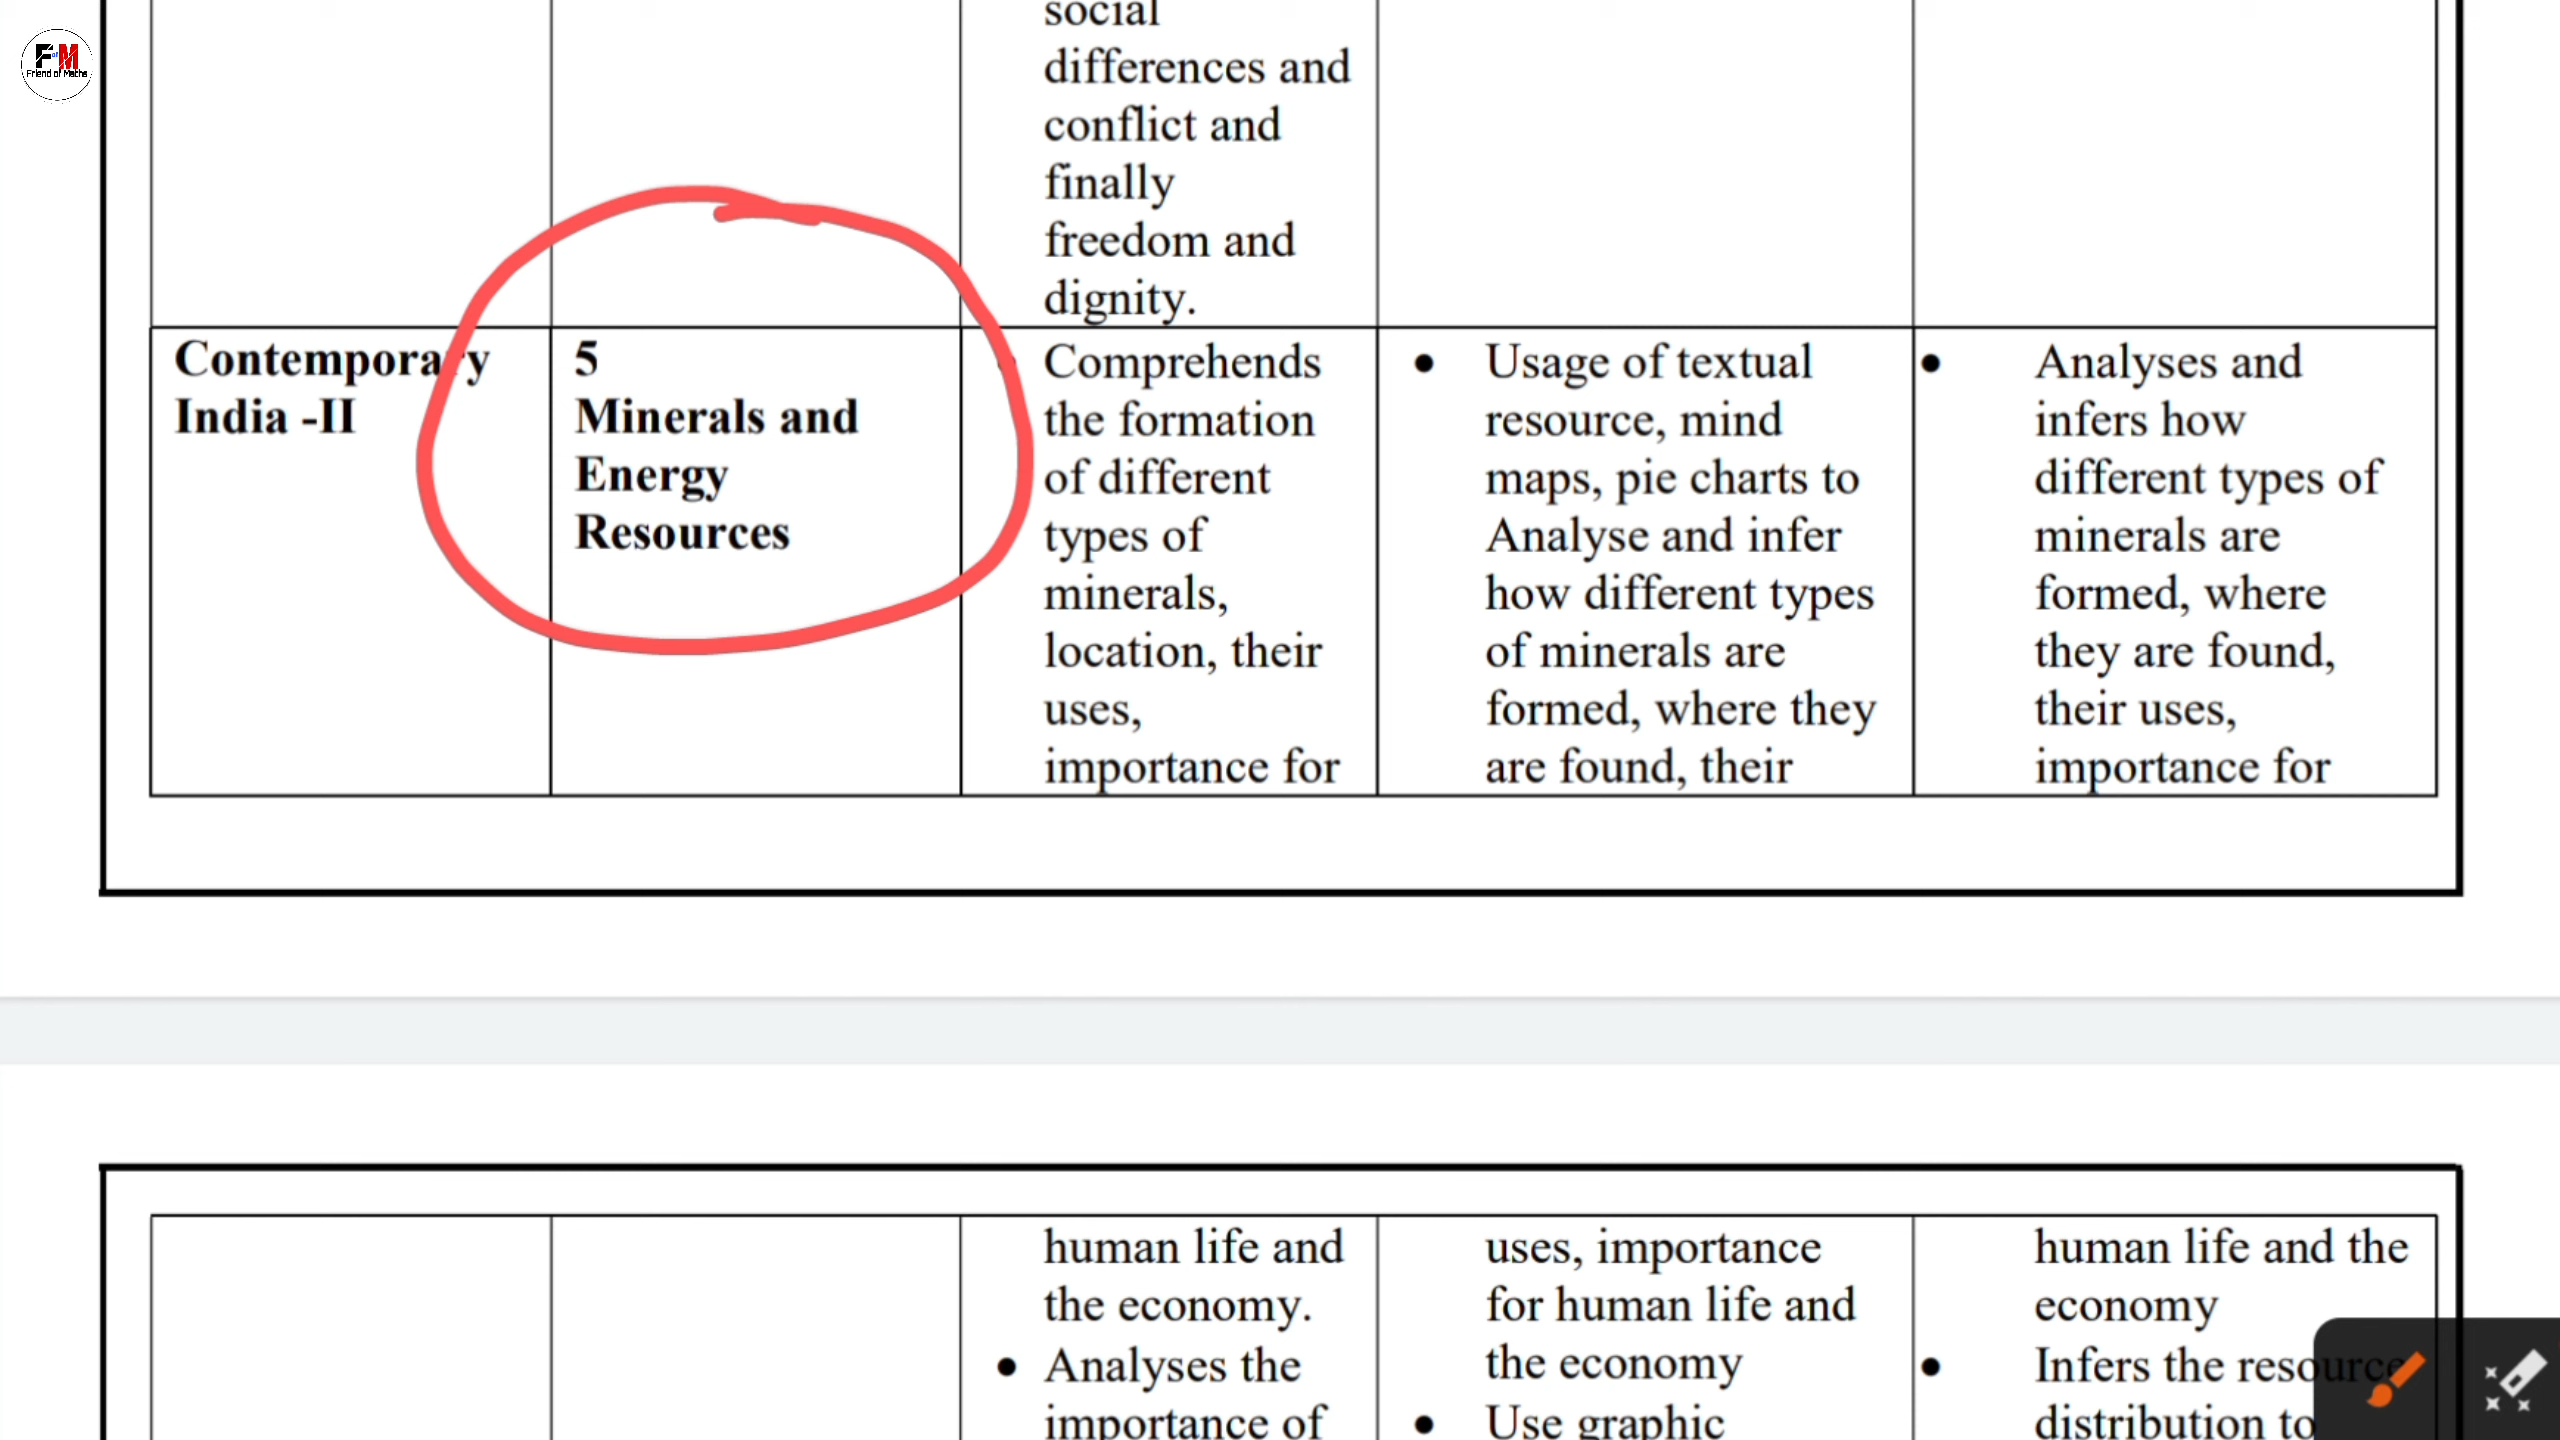 FM
Friend of Maths
social
differences and
conflict and
finally
freedom and
dignity.
Contemporary
India -II
5
Minerals and
Energy
Resources
Comprehends
the formation
of different
types of
minerals,
location, their
uses,
importance for
● Usage of textual
resource, mind
maps, pie charts to
Analyse and infer
how different types
of minerals are
formed, where they
are found, their
● Analyses and
infers how
different types of
minerals are
formed, where
they are found,
their uses,
importance for
human life and
the economy.
● Analyses the
importance of
uses, importance
for human life and
the economy
● Use graphic
human life and the
economy
● Infers the resource
distribution to